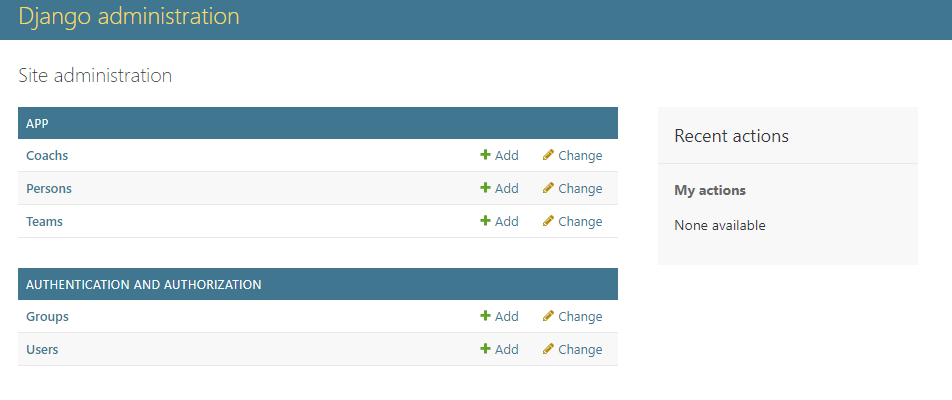 Django administration
Site administration
APP
Coachs Add Change
Persons Add Change
Teams Add Change
AUTHENTICATION AND AUTHORIZATION
Groups Add Change
Users Add Change
Recent actions
My actions
None available